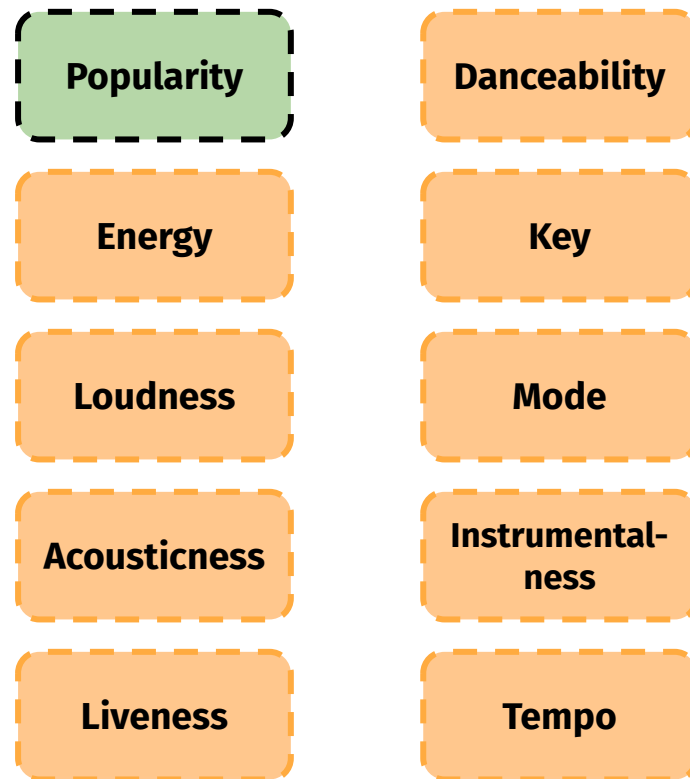 Popularity
Danceability
Energy
Key
Loudness
Mode
Acousticness
Instrumental-
ness
Liveness
Tempo